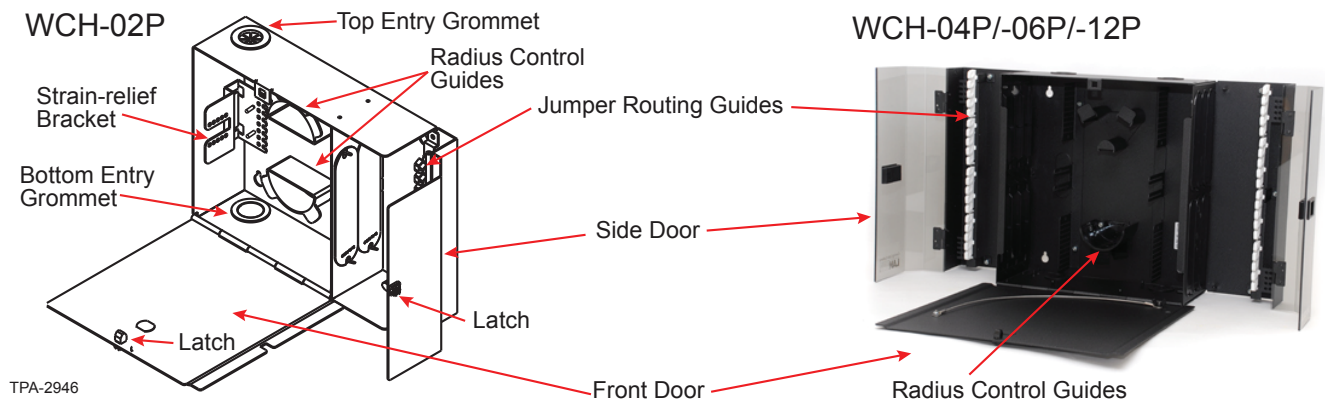 WCH-02P
Top Entry Grommet
WCH-04P/-06P/-12P
Radius Control
Guides
Strain-relief
Bracket
Jumper Routing Guides
Bottom Entry
Grommet
Side Door
Latch
Latch
TPA-2946
Front Door
Radius Control Guides